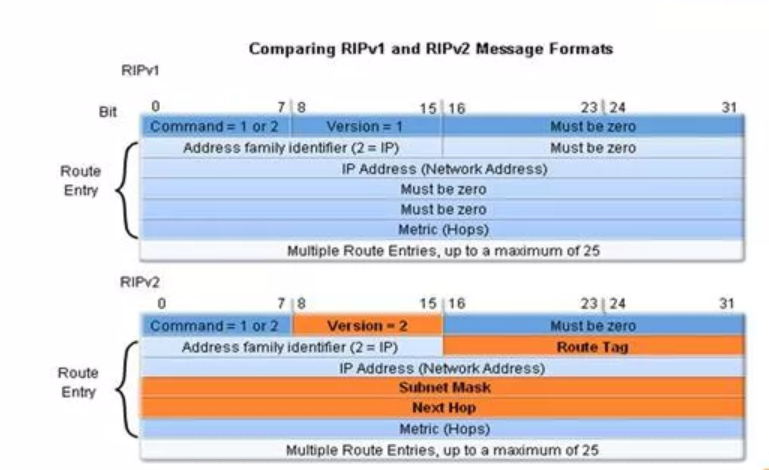 Comparing RIPv1 and RIPv2 Message Formats
RIPv1
Bit 0 7 8 15 16 23 24 31
Command = 1 or 2 Version = 1 Must be zero
Address family identifier (2 = IP) Must be zero
Route Entry
IP Address (Network Address)
Must be zero
Must be zero
Metric (Hops)
Multiple Route Entries, up to a maximum of 25
RIPv2
0 7 8 15 16 23 24 31
Command = 1 or 2 Version = 2 Must be zero
Address family identifier (2 = IP) Route Tag
Route Entry
IP Address (Network Address)
Subnet Mask
Next Hop
Metric (Hops)
Multiple Route Entries, up to a maximum of 25